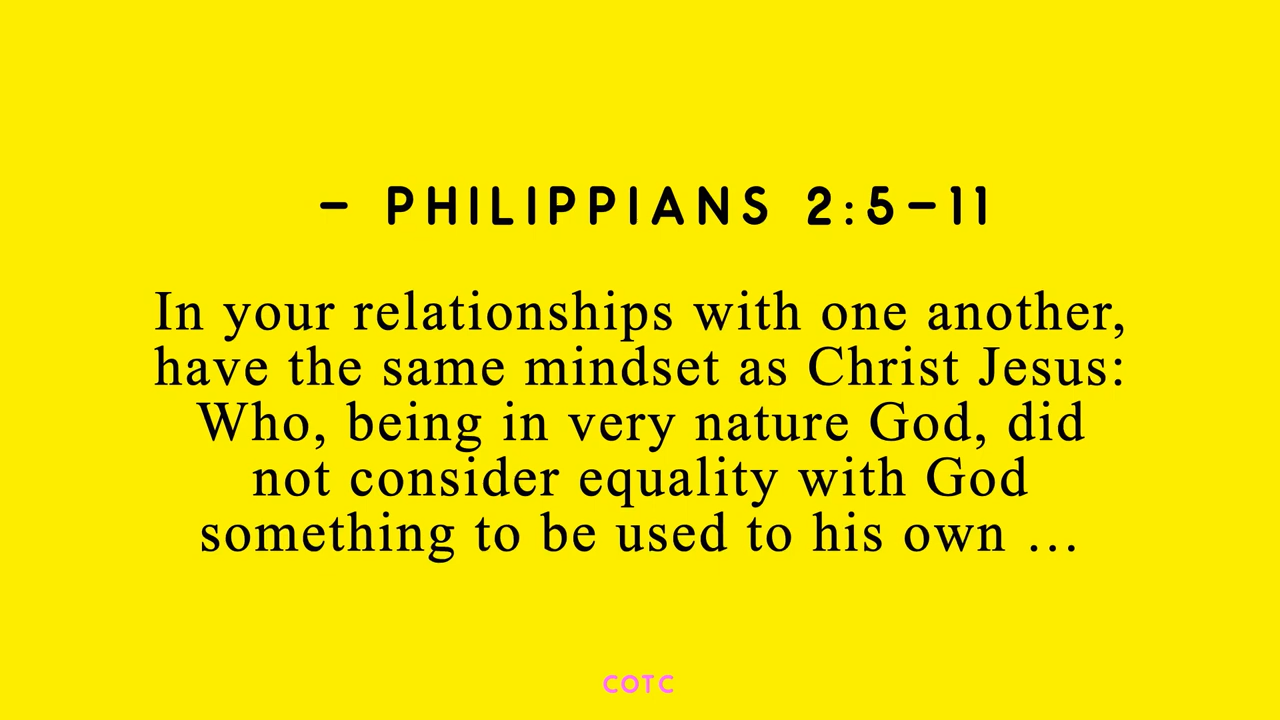 – PHILIPPIANS 2:5–11
In your relationships with one another,
have the same mindset as Christ Jesus:
Who, being in very nature God, did
not consider equality with God
something to be used to his own …
COTC